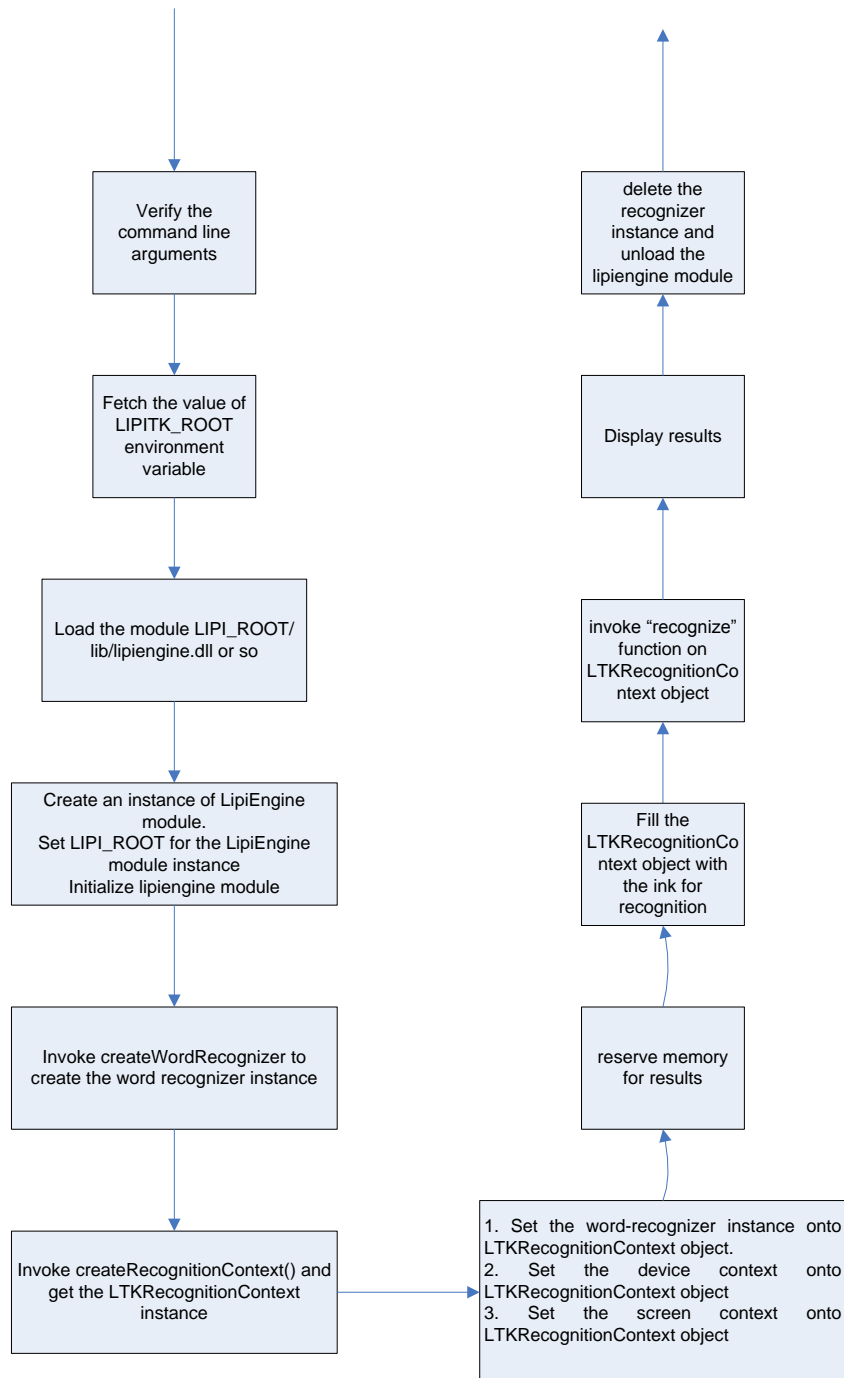 Verify the
command line
arguments
Fetch the value of
LIPITK_ROOT
environment
variable
Load the module LIPI_ROOT/
lib/lipiengine.dll or so
Create an instance of LipiEngine
module.
Set LIPI_ROOT for the LipiEngine
module instance
Initialize lipiengine module
Invoke createWordRecognizer to
create the word recognizer instance
Invoke createRecognitionContext() and
get the LTKRecognitionContext
instance
1. Set the word-recognizer instance onto
LTKRecognitionContext object.
2. Set the device context onto
LTKRecognitionContext object
3. Set the screen context onto
LTKRecognitionContext object
reserve memory
for results
Fill the
LTKRecognitionCo
ntext object with
the ink for
recognition
invoke “recognize”
function on
LTKRecognitionCo
ntext object
Display results
delete the
recognizer
instance and
unload the
lipiengine module